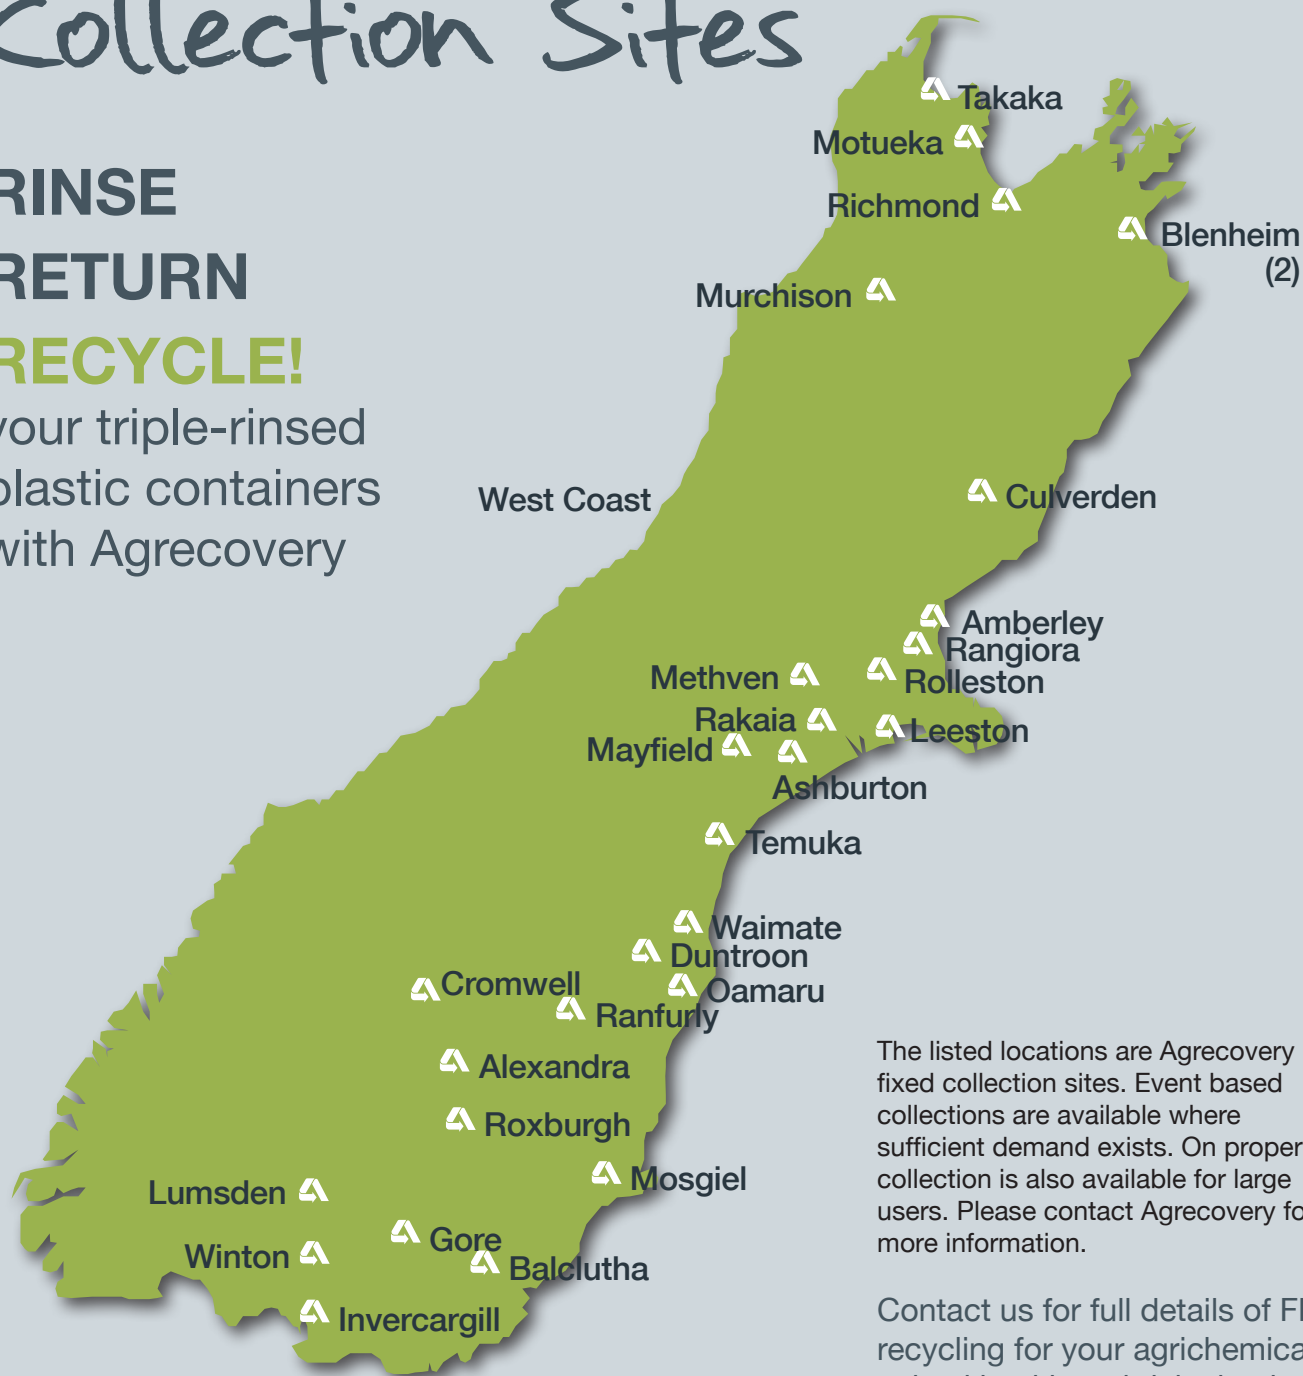 Collection Sites
RINSE
RETURN
RECYCLE!
your triple-rinsed
plastic containers
with Agrecovery
Takaka
Motueka
Richmond
Blenheim
(2)
Murchison
West Coast
Culverden
Amberley
Rangiora
Methven
Rolleston
Rakaia
Leeston
Mayfield
Ashburton
Temuka
Waimate
Duntroon
Cromwell
Oamaru
Ranfurly
Alexandra
Roxburgh
Mosgiel
Lumsden
Gore
Winton
Balclutha
Invercargill
The listed locations are Agrecovery
fixed collection sites. Event based
collections are available where
sufficient demand exists. On proper
collection is also available for large
users. Please contact Agrecovery fo
more information.
Contact us for full details of
recycling for your agrichemica